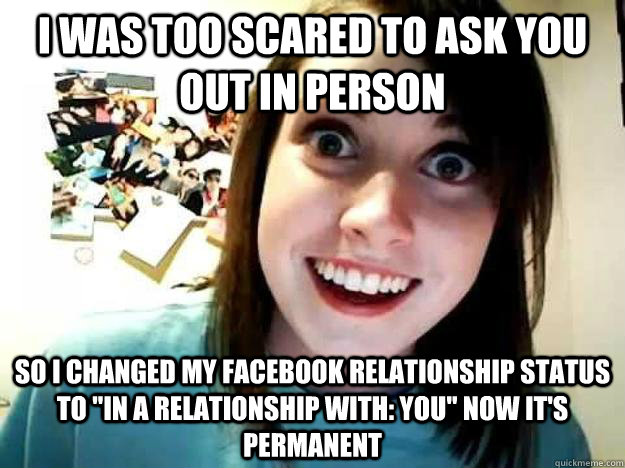 I WAS TOO SCARED TO ASK YOU
OUT IN PERSON
SO I CHANGED MY FACEBOOK RELATIONSHIP STATUS
TO "IN A RELATIONSHIP WITH: YOU" NOW IT'S
PERMANENT
quickmeme.com